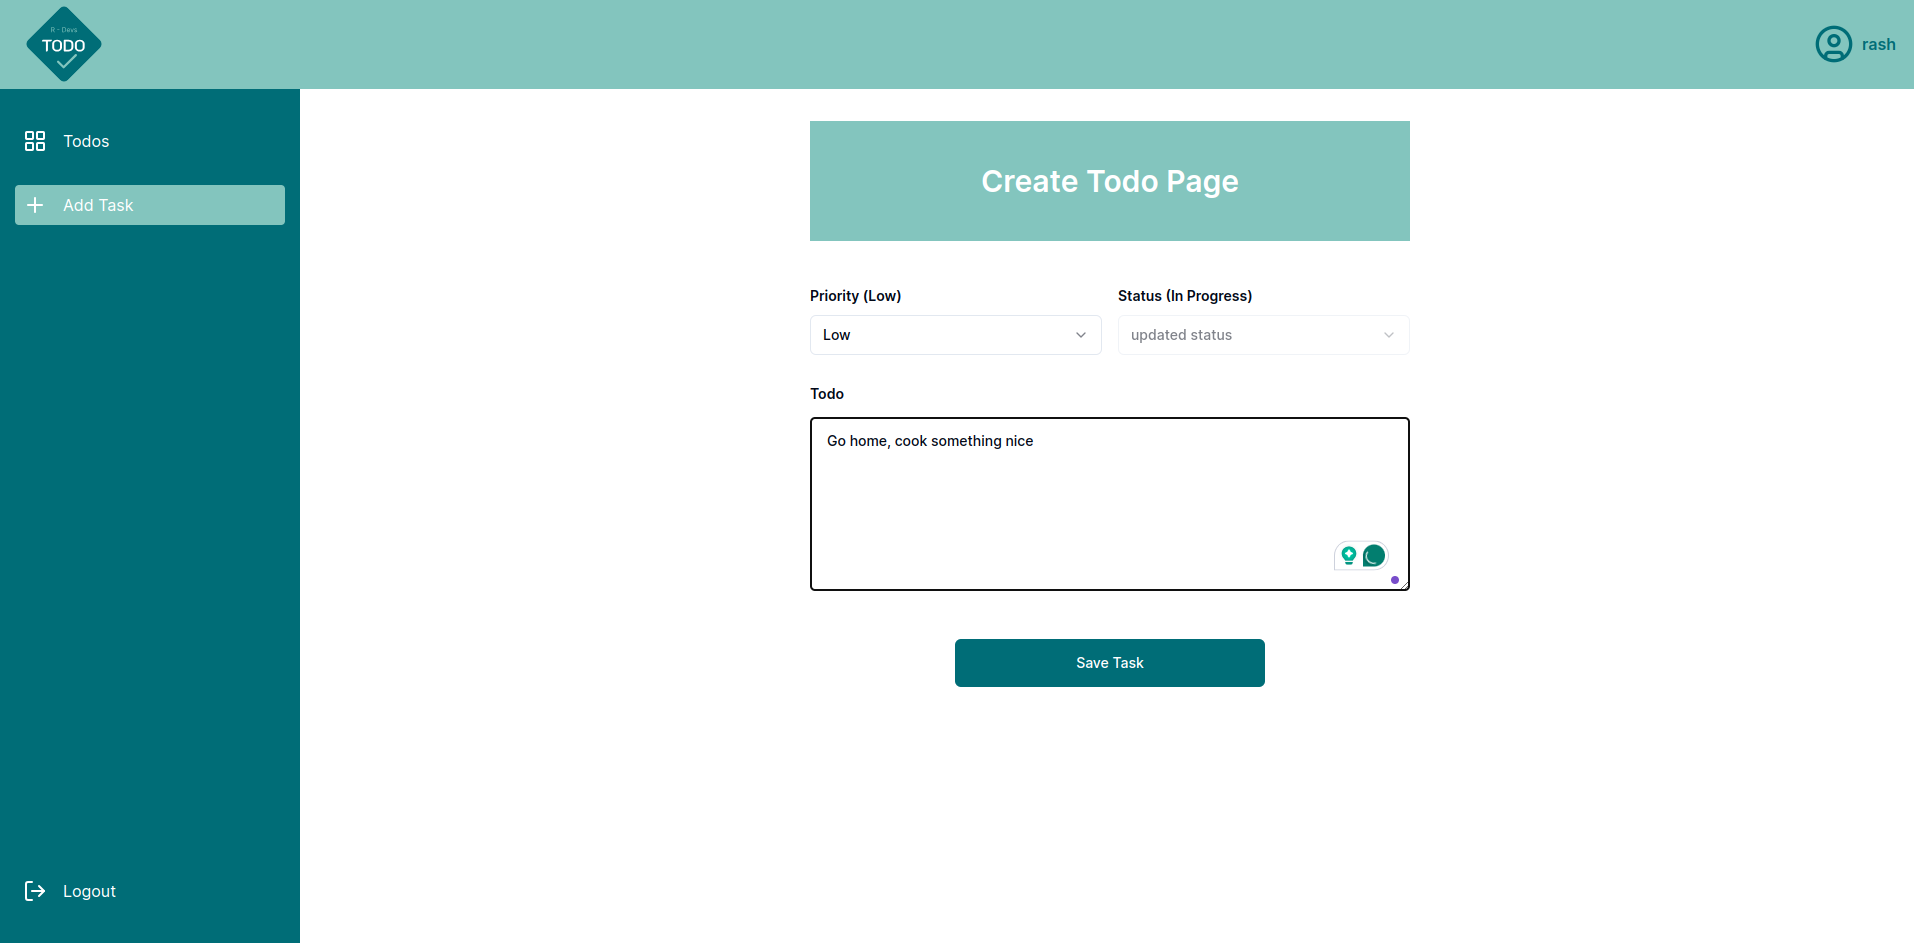 R - Devs
TODO
rash
Todos
Add Task
Create Todo Page
Priority (Low)
Status (In Progress)
Low
updated status
Todo
Go home, cook something nice
Save Task
Logout